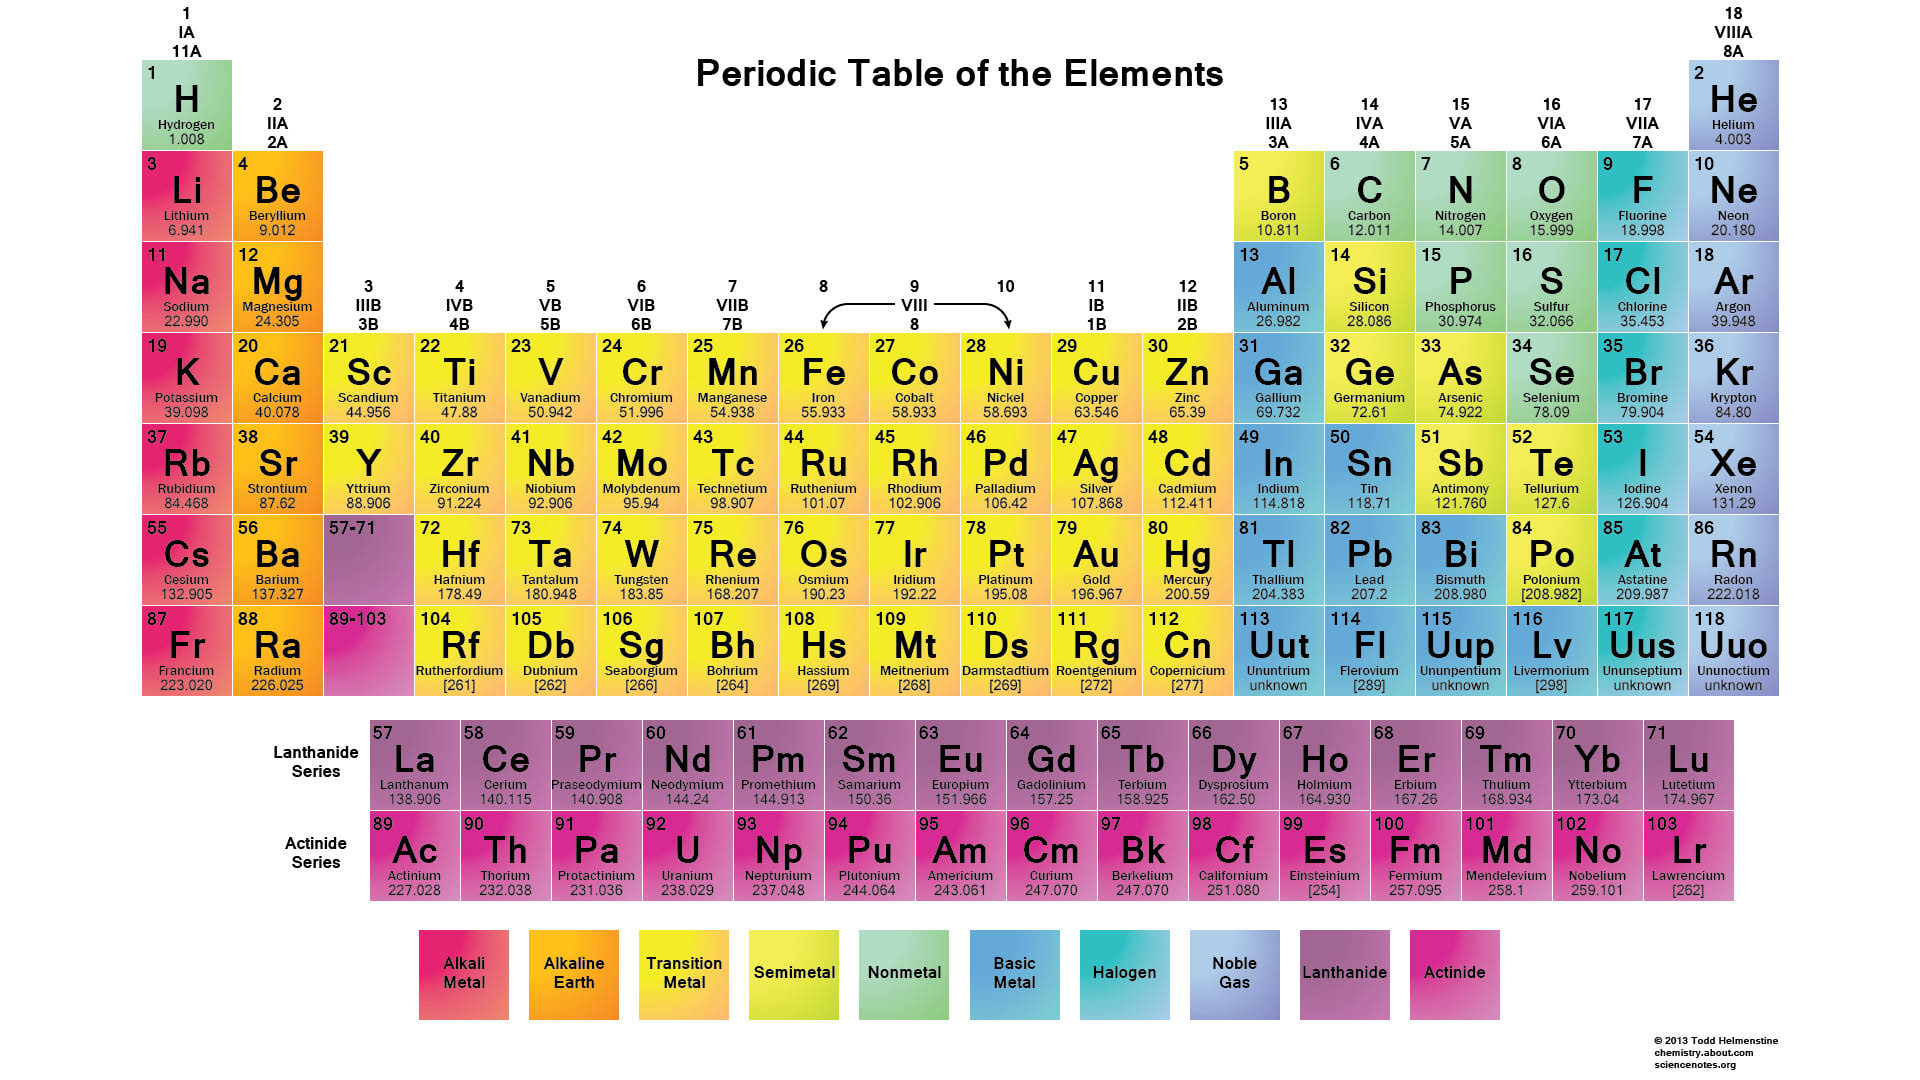 1
IA
11A
18
VIIIA
8A
Periodic Table of the Elements
1
H
Hydrogen
1.008
2
IIA
2A
13
IIIA
3A
14
IVA
4A
15
VA
5A
16
VIA
6A
17
VIIA
7A
2
He
Helium
4.003
3
Li
Lithium
6.941
4
Be
Beryllium
9.012
5
B
Boron
10.811
6
C
Carbon
12.011
7
N
Nitrogen
14.007
8
O
Oxygen
15.999
9
F
Fluorine
18.998
10
Ne
Neon
20.180
11
Na
Sodium
22.990
12
Mg
Magnesium
24.305
3
IIIB
3B
4
IVB
4B
5
VB
5B
6
VIB
6B
7
VIIB
7B
8
9
VIII
8
10
11
IB
1B
12
IIB
2B
13
Al
Aluminum
26.982
14
Si
Silicon
28.086
15
P
Phosphorus
30.974
16
S
Sulfur
32.066
17
Cl
Chlorine
35.453
18
Ar
Argon
39.948
19
K
Potassium
39.098
20
Ca
Calcium
40.078
21
Sc
Scandium
44.956
22
Ti
Titanium
47.88
23
V
Vanadium
50.942
24
Cr
Chromium
51.996
25
Mn
Manganese
54.938
26
Fe
Iron
55.933
27
Co
Cobalt
58.933
28
Ni
Nickel
58.693
29
Cu
Copper
63.546
30
Zn
Zinc
65.39
31
Ga
Gallium
69.732
32
Ge
Germanium
72.61
33
As
Arsenic
74.922
34
Se
Selenium
78.09
35
Br
Bromine
79.904
36
Kr
Krypton
84.80
37
Rb
Rubidium
84.468
38
Sr
Strontium
87.62
39
Y
Yttrium
88.906
40
Zr
Zirconium
91.224
41
Nb
Niobium
92.906
42
Mo
Molybdenum
95.94
43
Tc
Technetium
98.907
44
Ru
Ruthenium
101.07
45
Rh
Rhodium
102.906
46
Pd
Palladium
106.42
47
Ag
Silver
107.868
48
Cd
Cadmium
112.411
49
In
Indium
114.818
50
Sn
Tin
118.71
51
Sb
Antimony
121.760
52
Te
Tellurium
127.6
53
I
Iodine
126.904
54
Xe
Xenon
131.29
55
Cs
Cesium
132.905
56
Ba
Barium
137.327
57-71
72
Hf
Hafnium
178.49
73
Ta
Tantalum
180.948
74
W
Tungsten
183.85
75
Re
Rhenium
168.207
76
Os
Osmium
190.23
77
Ir
Iridium
192.22
78
Pt
Platinum
195.08
79
Au
Gold
196.967
80
Hg
Mercury
200.59
81
Tl
Thallium
204.383
82
Pb
Lead
207.2
83
Bi
Bismuth
208.980
84
Po
Polonium
[208.982]
85
At
Astatine
209.987
86
Rn
Radon
222.018
87
Fr
Francium
223.020
88
Ra
Radium
226.025
89-103
104
Rf
Rutherfordium
[261]
105
Db
Dubnium
[262]
106
Sg
Seaborgium
[266]
107
Bh
Bohrium
[264]
108
Hs
Hassium
[269]
109
Mt
Meitnerium
[268]
110
Ds
Darmstadtium
[269]
111
Rg
Roentgenium
[272]
112
Cn
Copernicium
[277]
113
Uut
Ununtrium
unknown
114
Fl
Flerovium
[289]
115
Uup
Ununpentium
unknown
116
Lv
Livermorium
[298]
117
Uus
Ununseptium
unknown
118
Uuo
Ununoctium
unknown
Lanthanide
Series
57
La
Lanthanum
138.906
58
Ce
Cerium
140.115
59
Pr
Praseodymium
140.908
60
Nd
Neodymium
144.24
61
Pm
Promethium
144.913
62
Sm
Samarium
150.36
63
Eu
Europium
151.966
64
Gd
Gadolinium
157.25
65
Tb
Terbium
158.925
66
Dy
Dysprosium
162.50
67
Ho
Holmium
164.930
68
Er
Erbium
167.26
69
Tm
Thulium
168.934
70
Yb
Ytterbium
173.04
71
Lu
Lutetium
174.967
Actinide
Series
89
Ac
Actinium
227.028
90
Th
Thorium
232.038
91
Pa
Protactinium
231.036
92
U
Uranium
238.029
93
Np
Neptunium
237.048
94
Pu
Plutonium
244.064
95
Am
Americium
243.061
96
Cm
Curium
247.070
97
Bk
Berkelium
247.070
98
Cf
Californium
251.080
99
Es
Einsteinium
[254]
100
Fm
Fermium
257.095
101
Md
Mendelevium
258.1
102
No
Nobelium
259.101
103
Lr
Lawrencium
[262]
Alkali
Metal
Alkaline
Earth
Transition
Metal
Semimetal
Nonmetal
Basic
Metal
Halogen
Noble
Gas
Lanthanide
Actinide
© 2013 Todd Helmenstine
chemistry.about.com
sciencenotes.org